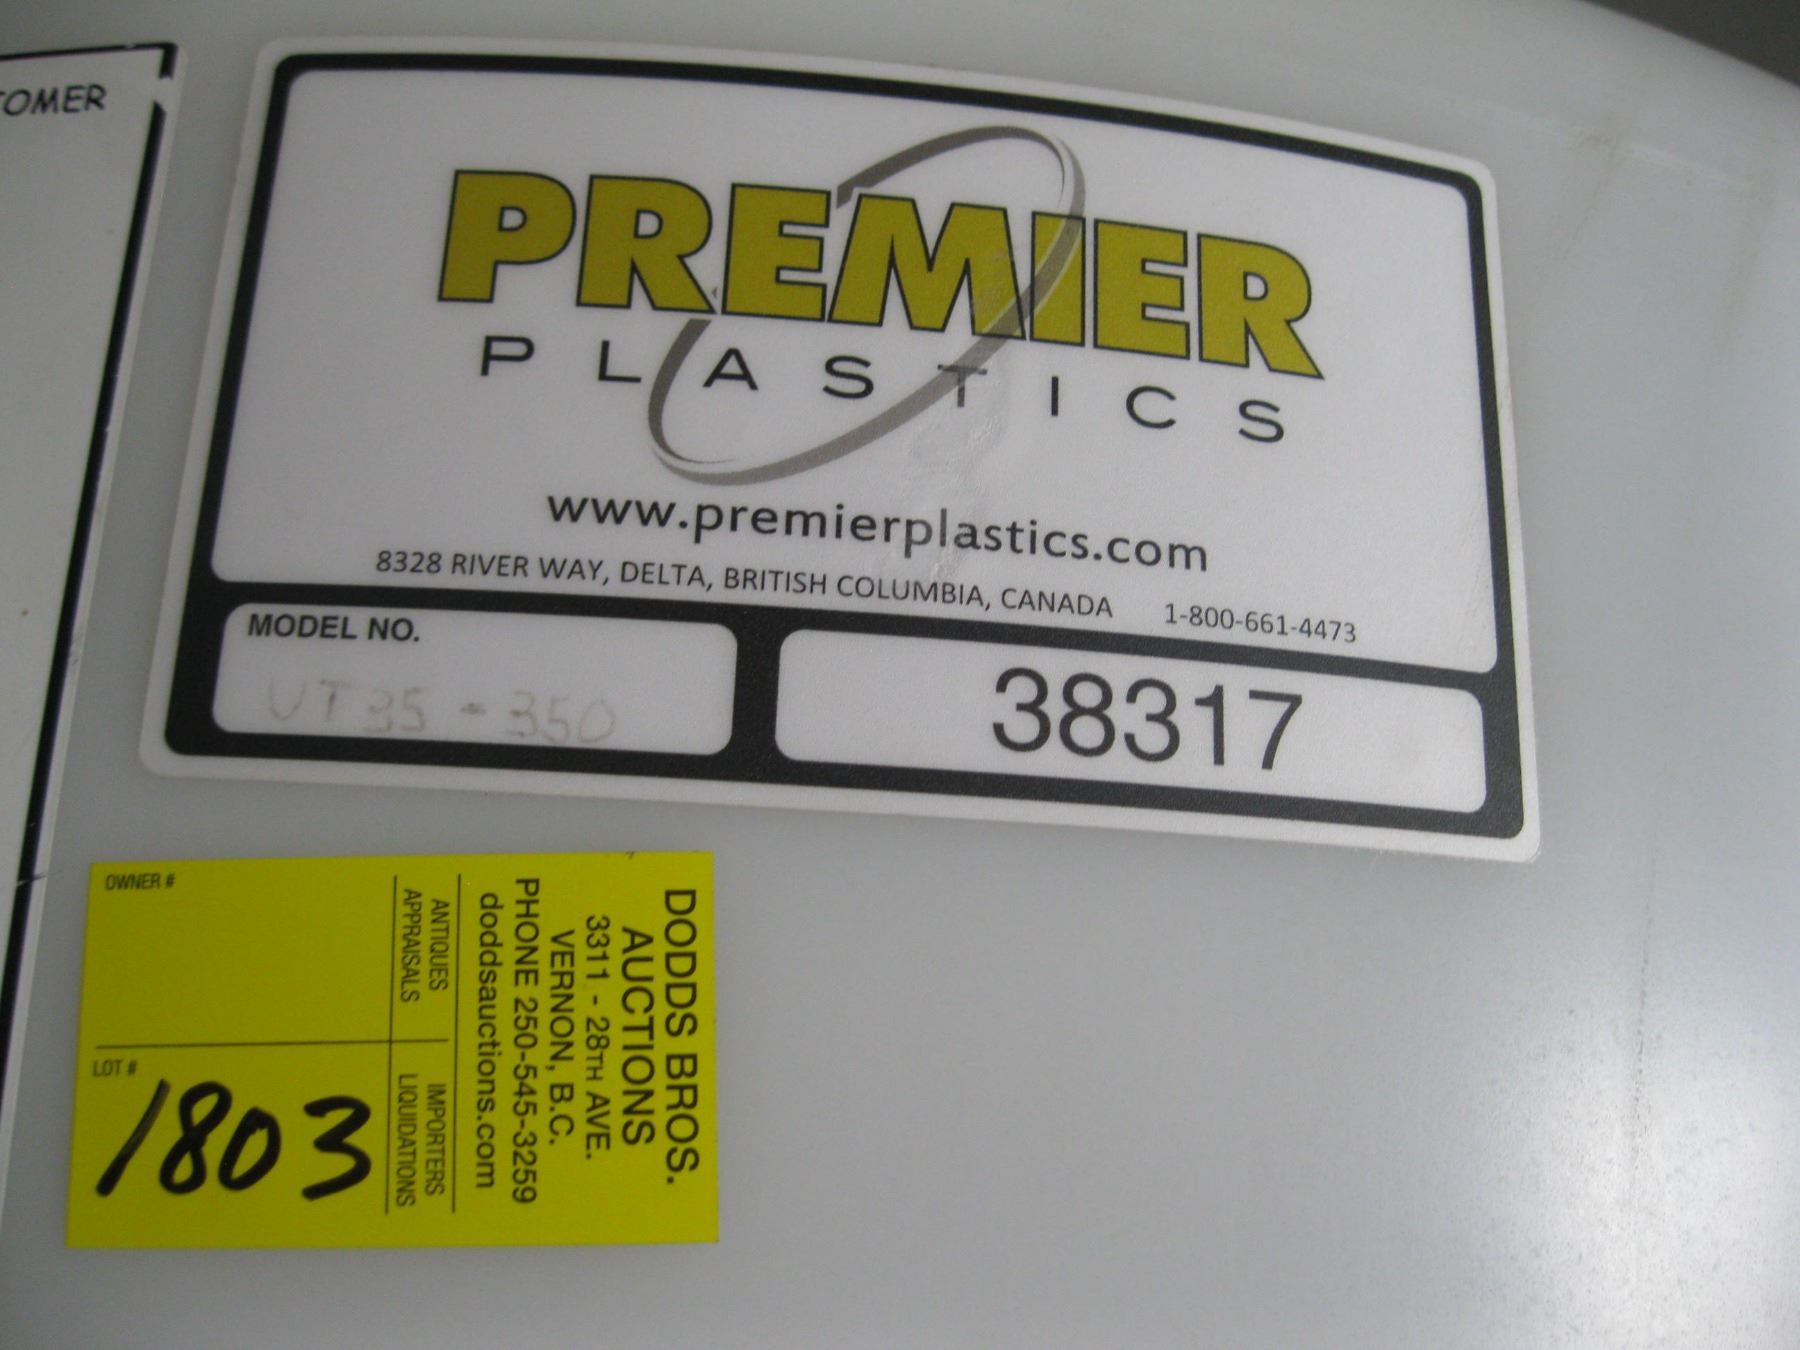 TOMER
PREMIER
PLASTICS
www.premierplastics.com
8328 RIVER WAY, DELTA, BRITISH COLUMBIA, CANADA 1-800-661-4473
MODEL NO.
VT35-350
38317
DODDS BROS.
AUCTIONS
3311 - 28TH AVE.
VERNON, B.C.
PHONE 250-545-3259
doddsauctions.com
ANTIQUES IMPORTERS
APPRAISALS LIQUIDATIONS
OWNER #
LOT #
1803